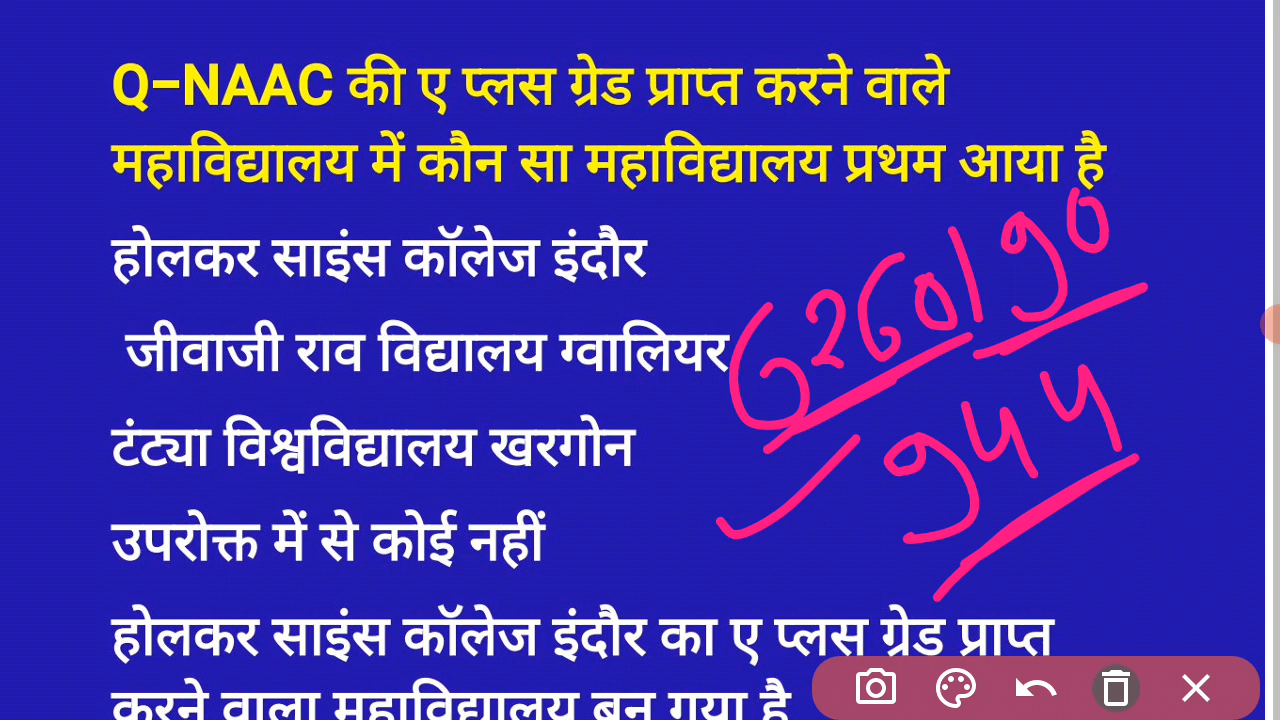 Q-NAAC की ए प्लस ग्रेड प्राप्त करने वाले
महाविद्यालय में कौन सा महाविद्यालय प्रथम आया है
होलकर साइंस कॉलेज इंदौर
जीवाजी राव विद्यालय ग्वालियर
टंट्या विश्वविद्यालय खरगोन
उपरोक्त में से कोई नहीं
6260190
944
होलकर साइंस कॉलेज इंदौर का ए प्लस ग्रेड प्राप्त
करने वाला महाविद्यालय बन गया है